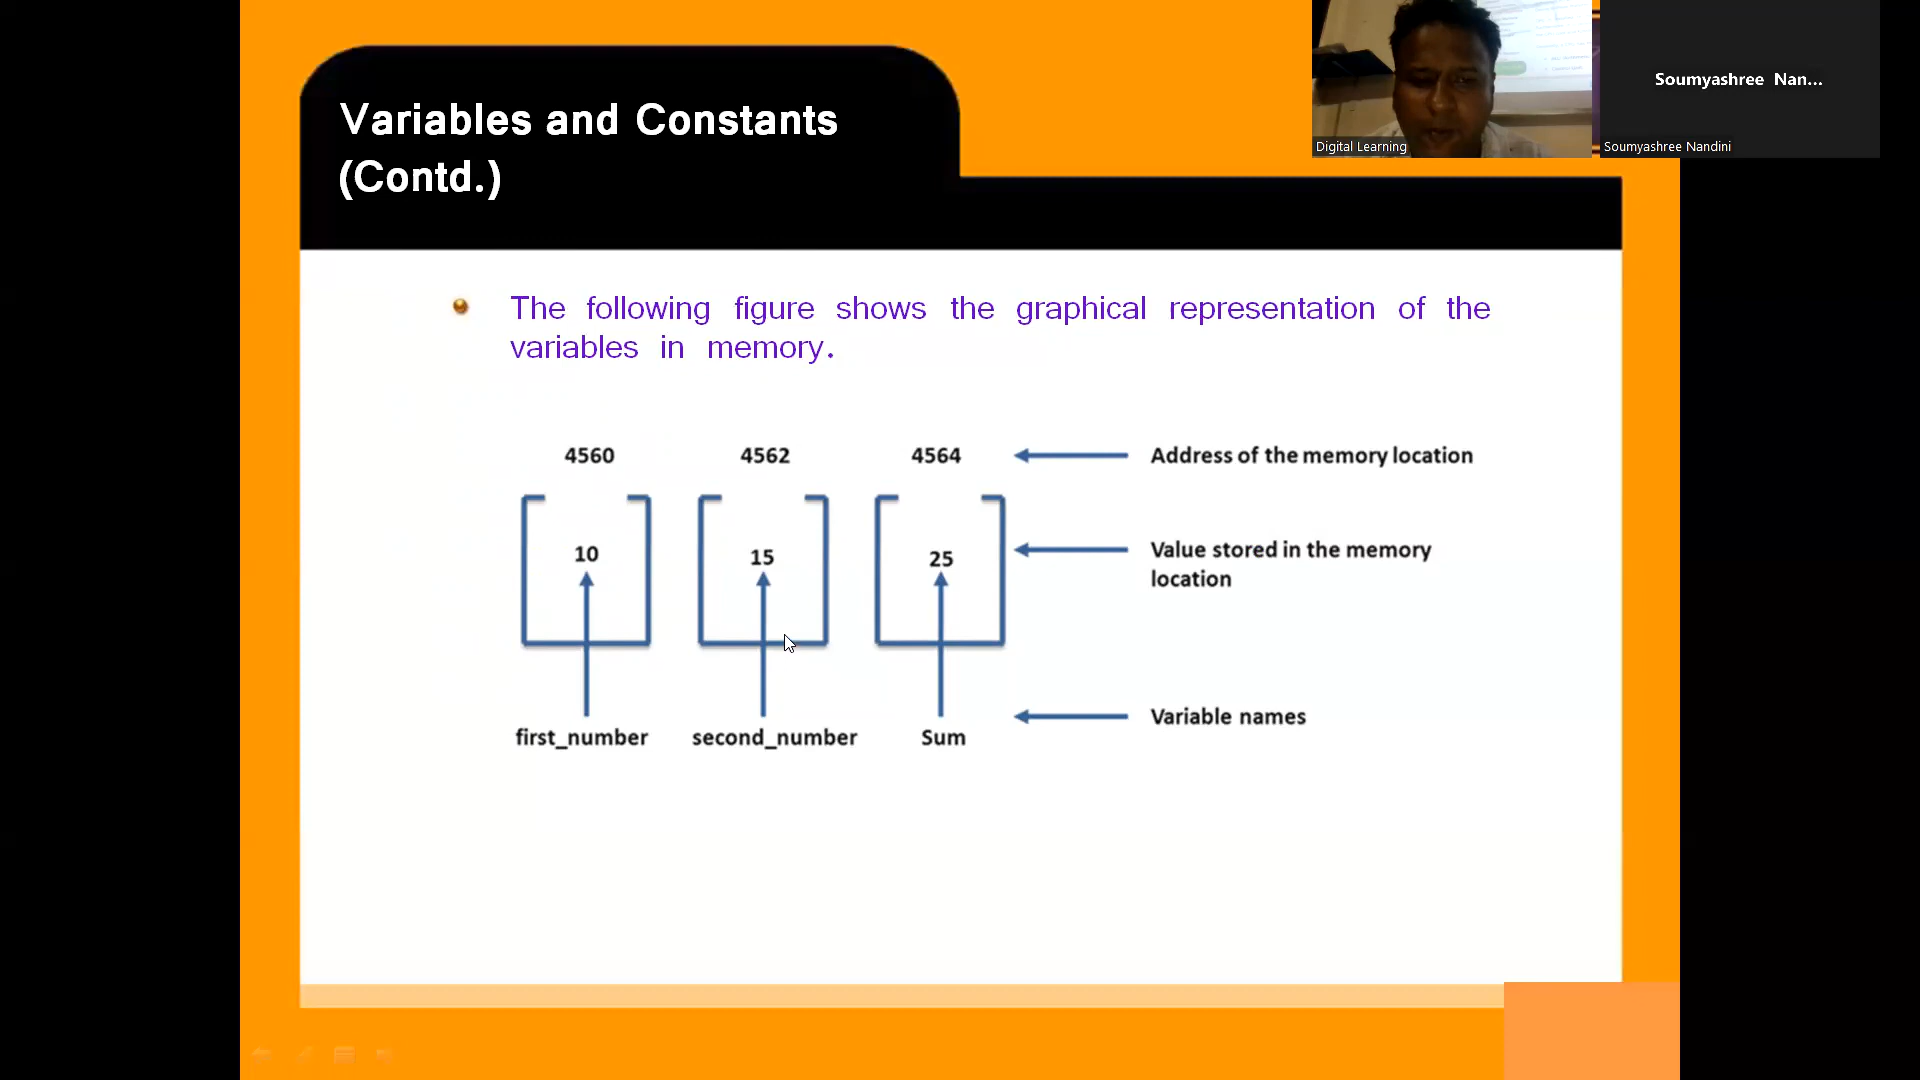 Variables and Constants
(Contd.)
Soumyashree Nan...
Digital Learning
Soumyashree Nandini
The following figure shows the graphical representation of the
variables in memory.
4560 4562 4564 Address of the memory location
10 15 25 Value stored in the memory
location
first_number second_number Sum Variable names